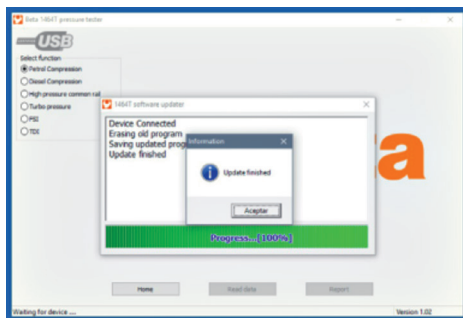 Beta 1464T pressure tester
USB
Select function
Petrol Compression
Diesel Compression
High pressure common rail
Turbo pressure
PSI
TDI
1464T software updater
Device Connected
Erasing old program
Saving updated prog
Update finished
Information
Update finished
Aceptar
Progress...[100%]
ta
Home
Read data
Report
Waiting for device ...
Version 1.02